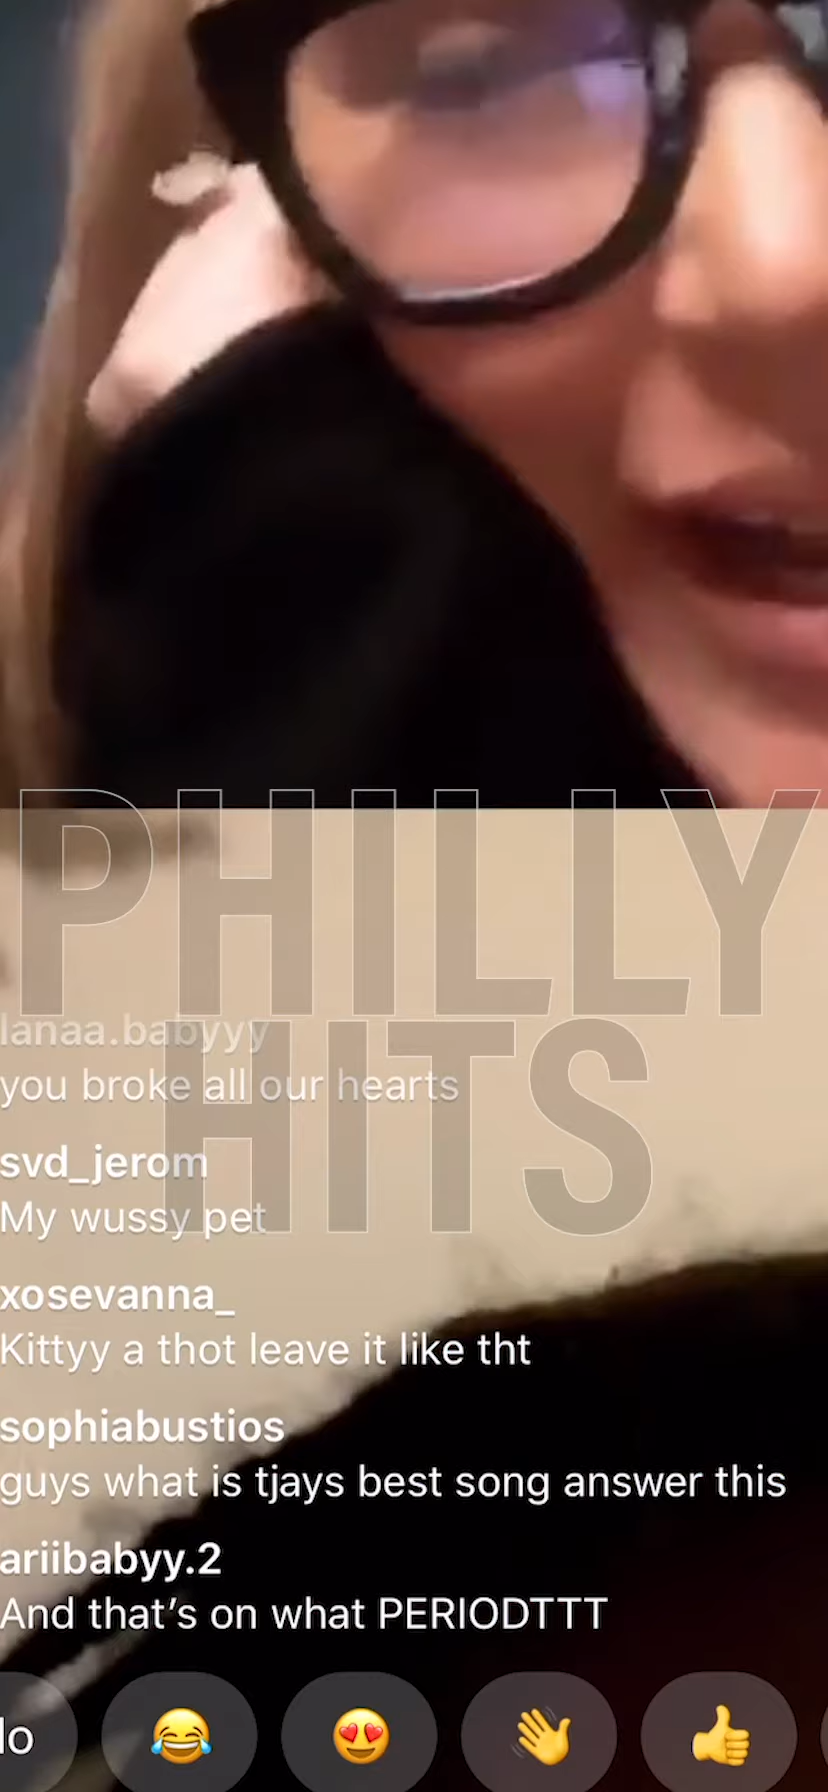 PHILLY
HITS
lanaa.babyyy
you broke all our hearts
svd_jerom
My wussy pet
xosevanna_
Kittyy a thot leave it like tht
sophiabustios
guys what is tjays best song answer this
ariibabyy.2
And that’s on what PERIODTTT
lo